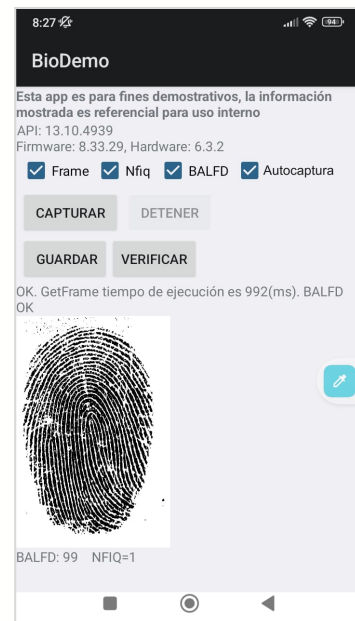 8:27
94
BioDemo
Esta app es para fines demostrativos, la información
mostrada es referencial para uso interno
API: 13.10.4939
Firmware: 8.33.29, Hardware: 6.3.2
Frame Nfiq BALFD Autocaptura
CAPTURAR DETENER
GUARDAR VERIFICAR
OK. GetFrame tiempo de ejecución es 992(ms). BALFD
OK
BALFD: 99 NFIQ=1